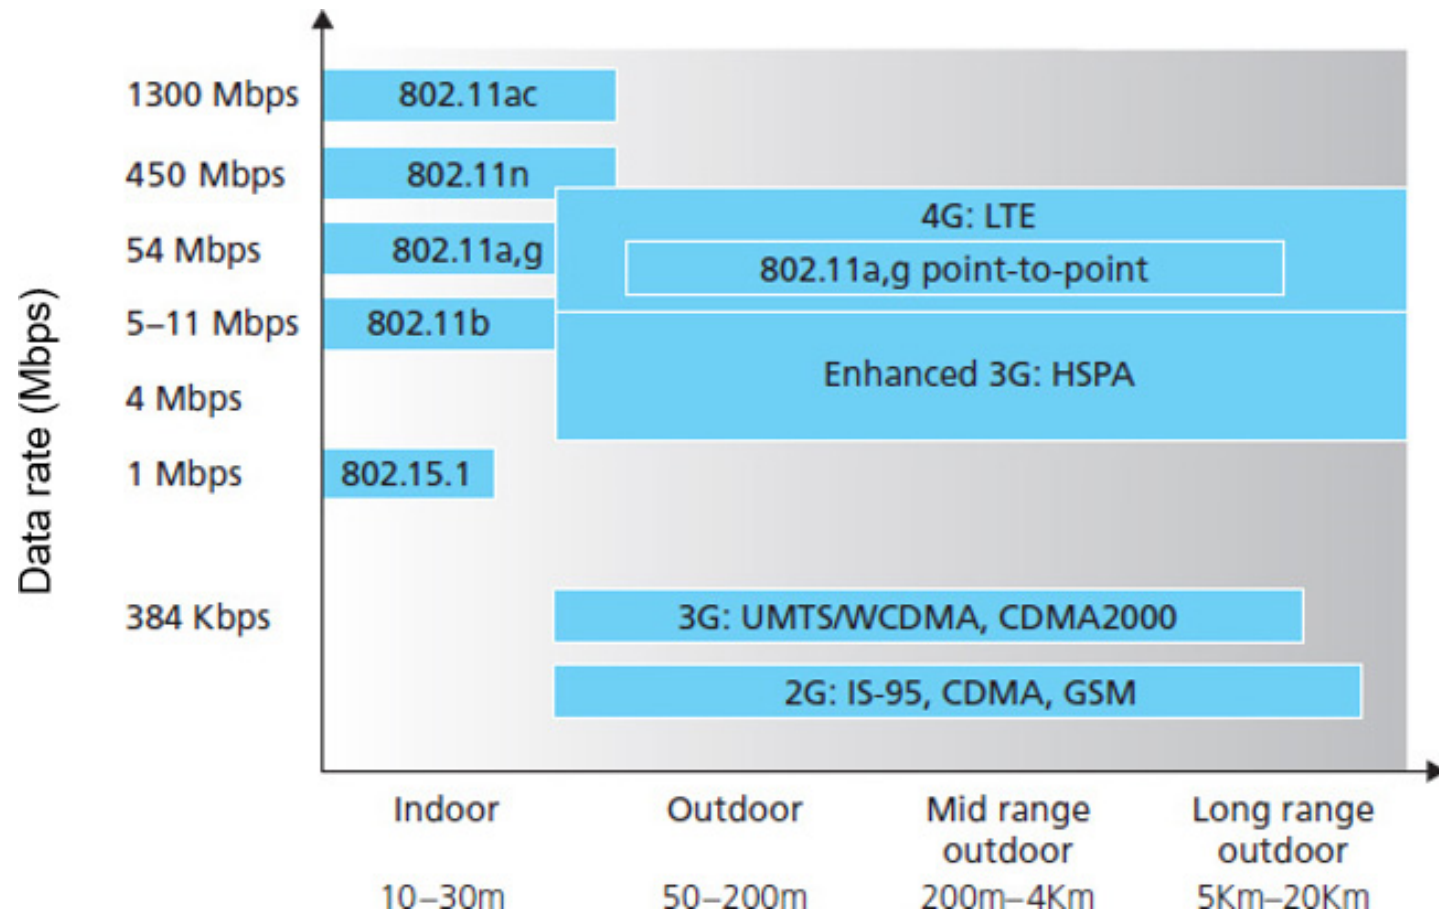 Data rate (Mbps)
1300 Mbps
802.11ac
450 Mbps
802.11n
4G: LTE
54 Mbps
802.11a,g
802.11a,g point-to-point
5–11 Mbps
802.11b
Enhanced 3G: HSPA
4 Mbps
1 Mbps
802.15.1
384 Kbps
3G: UMTS/WCDMA, CDMA2000
2G: IS-95, CDMA, GSM
Indoor
Outdoor
Mid range
outdoor
Long range
outdoor
10–30m
50–200m
200m–4Km
5Km–20Km